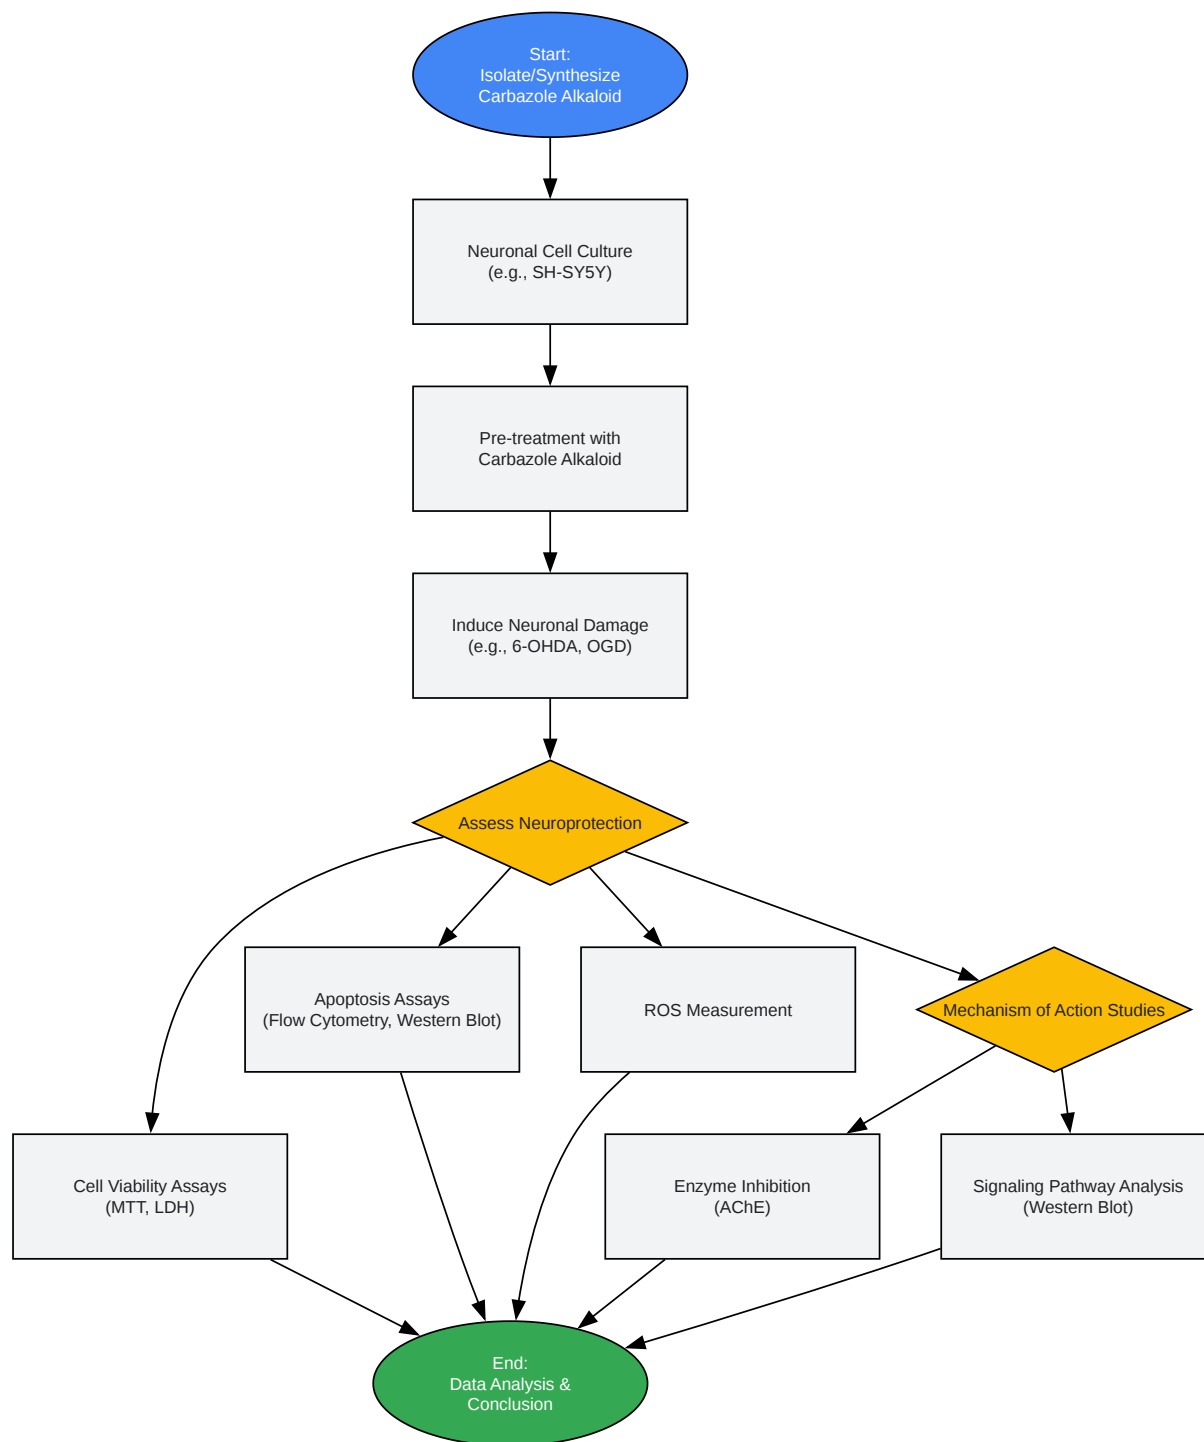 Start:
Isolate/Synthesize
Carbazole Alkaloid
Neuronal Cell Culture
(e.g., SH-SY5Y)
Pre-treatment with
Carbazole Alkaloid
Induce Neuronal Damage
(e.g., 6-OHDA, OGD)
Assess Neuroprotection
Apoptosis Assays
(Flow Cytometry, Western Blot)
ROS Measurement
Mechanism of Action Studies
Cell Viability Assays
(MTT, LDH)
Enzyme Inhibition
(AChE)
Signaling Pathway Analysis
(Western Blot)
End:
Data Analysis &
Conclusion